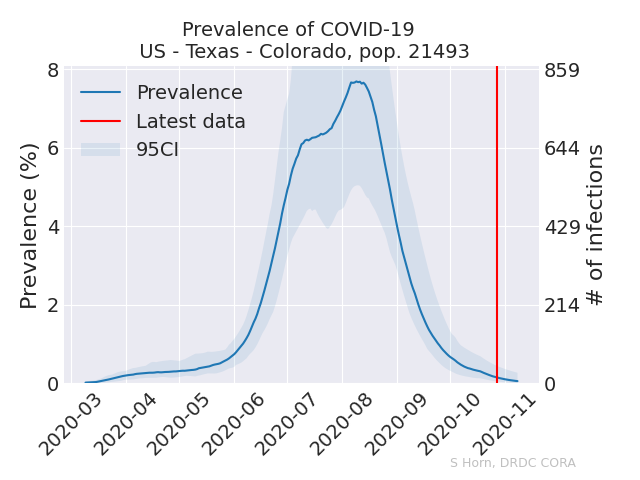 Prevalence of COVID-19
US - Texas - Colorado, pop. 21493
Prevalence
Latest data
95CI
Prevalence (%)
8
6
4
2
0
859
644
429
214
0
# of infections
2020-03
2020-04
2020-05
2020-06
2020-07
2020-08
2020-09
2020-10
2020-11
S Horn, DRDC CORA